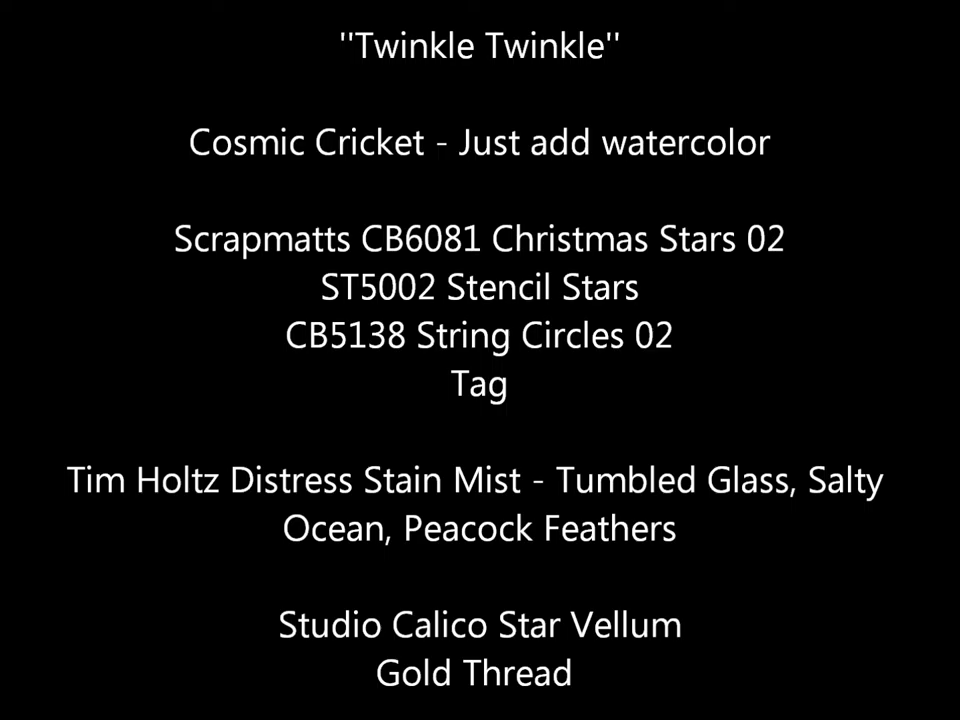 "Twinkle Twinkle"
Cosmic Cricket - Just add watercolor
Scrapmatts CB6081 Christmas Stars 02
ST5002 Stencil Stars
CB5138 String Circles 02
Tag
Tim Holtz Distress Stain Mist - Tumbled Glass, Salty
Ocean, Peacock Feathers
Studio Calico Star Vellum
Gold Thread